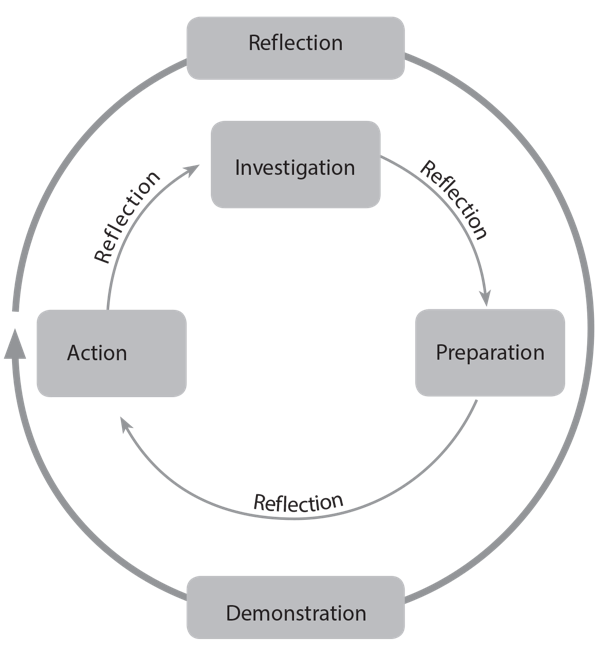 Reflection
Investigation
Reflection
Reflection
Action
Preparation
Reflection
Demonstration